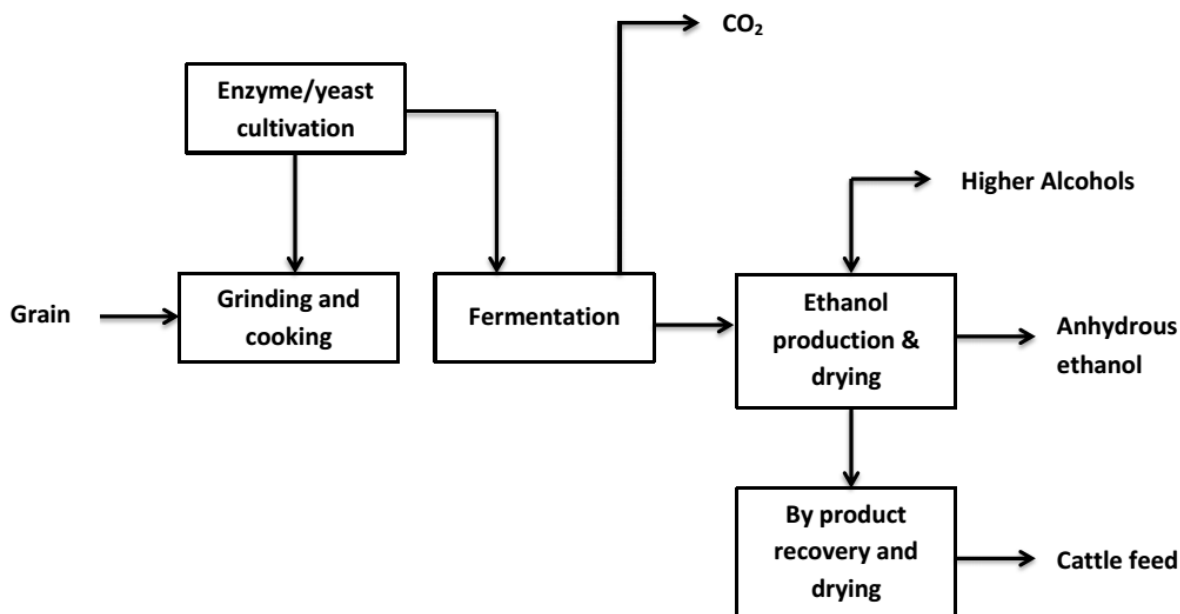 CO₂
Enzyme/yeast
cultivation
Higher Alcohols
Grain
Grinding and
cooking
Fermentation
Ethanol
production &
drying
Anhydrous
ethanol
By product
recovery and
drying
Cattle feed